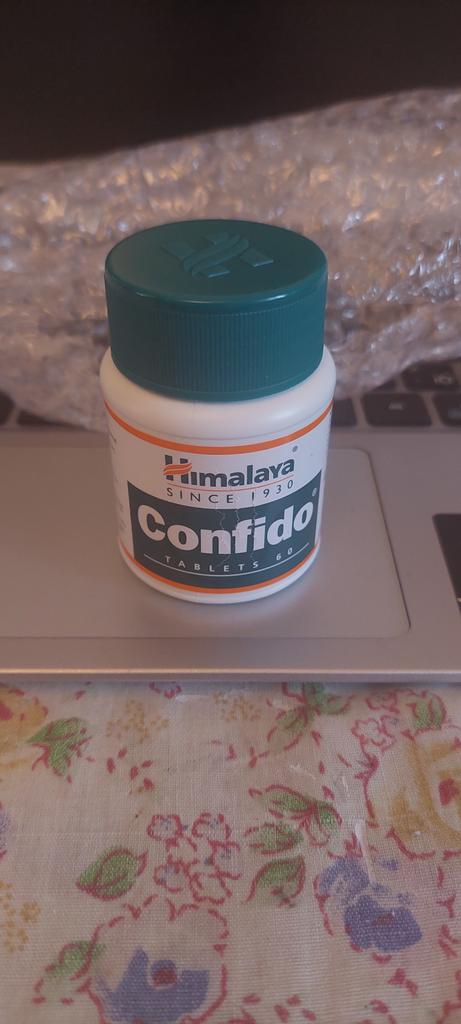 Himalaya®
SINCE 1930
Confido®
TABLETS 60